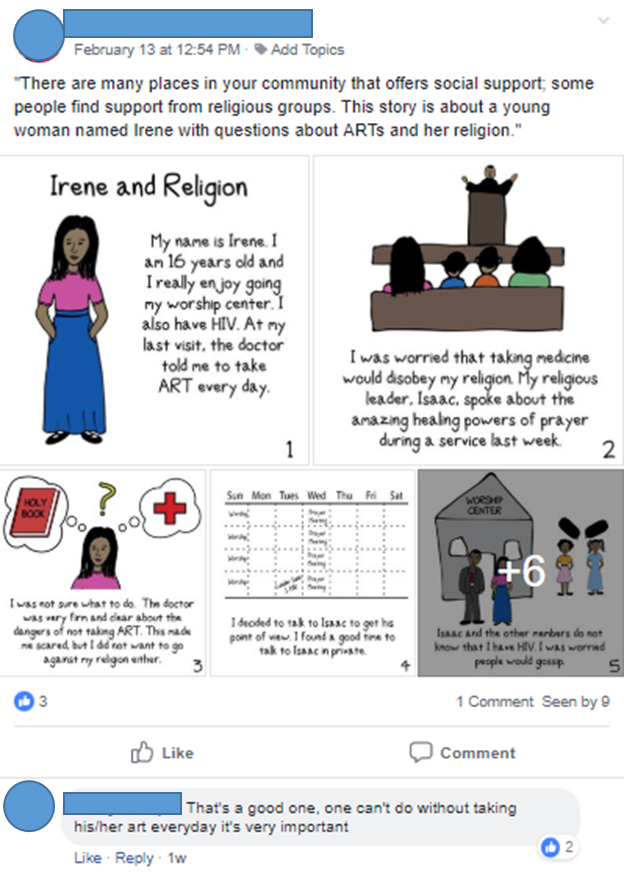 February 13 at 12:54 PM · Add Topics
"There are many places in your community that offers social support; some
people find support from religious groups. This story is about a young
woman named Irene with questions about ARTs and her religion."
Irene and Religion
My name is Irene. I
am 16 years old and
I really enjoy going
my worship center. I
also have HIV. At my
last visit, the doctor
told me to take
ART every day.
1
I was worried that taking medicine
would disobey my religion. My religious
leader, Isaac, spoke about the
amazing healing powers of prayer
during a service last week.
2
HOLY
BOOK
?
I was not sure what to do. The doctor
was very firm and clear about the
dangers of not taking ART. This made
me scared, but I did not want to go
against my religion either.
3
Sun Mon Tues Wed Thu Fri Sat
Worship Prayer
Meeting
Worship Prayer
Meeting
Worship Prayer
Meeting
Worship Prayer
Meeting
I decided to talk to Isaac to get his
point of view. I found a good time to
talk to Isaac in private.
4
WORSHIP
CENTER
+6
Isaac and the other members do not
know that I have HIV. I was worried
people would gossip.
5
3
1 Comment Seen by 9
Like
Comment
That's a good one, one can't do without taking
his/her art everyday it's very important
2
Like · Reply · 1w